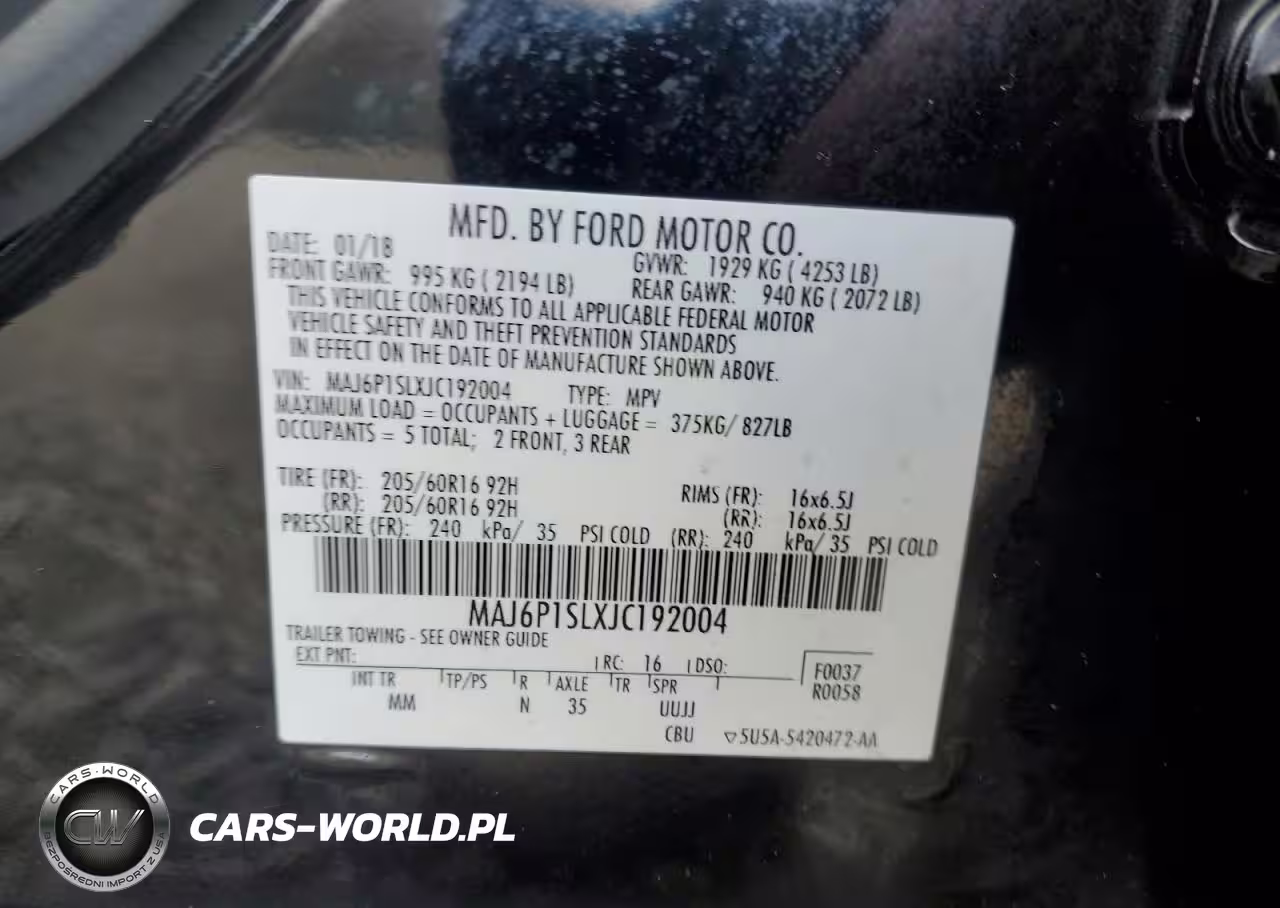 MFD. BY FORD MOTOR CO.
DATE: 01/18 GVWR: 1929 KG ( 4253 LB)
FRONT GAWR: 995 KG ( 2194 LB) REAR GAWR: 940 KG ( 2072 LB)
THIS VEHICLE CONFORMS TO ALL APPLICABLE FEDERAL MOTOR
VEHICLE SAFETY AND THEFT PREVENTION STANDARDS
IN EFFECT ON THE DATE OF MANUFACTURE SHOWN ABOVE.
VIN: MAJ6P1SLXJC192004 TYPE: MPV
MAXIMUM LOAD = OCCUPANTS + LUGGAGE = 375KG/ 827LB
OCCUPANTS = 5 TOTAL; 2 FRONT, 3 REAR
TIRE (FR): 205/60R16 92H RIMS (FR): 16x6.5J
(RR): 205/60R16 92H (RR): 16x6.5J
PRESSURE (FR): 240 kPa/ 35 PSI COLD (RR): 240 kPa/ 35 PSI COLD
MAJ6P1SLXJC192004
TRAILER TOWING - SEE OWNER GUIDE
EXT PNT: RC: 16 DSO: F0037
R0058
INT TR TP/PS R AXLE TR SPR
MM N 35 UUJJ
CBU ▽5U5A-5420472-AA
CARS-WORLD
CW
BEZPOŚREDNI IMPORT Z USA
CARS-WORLD.PL